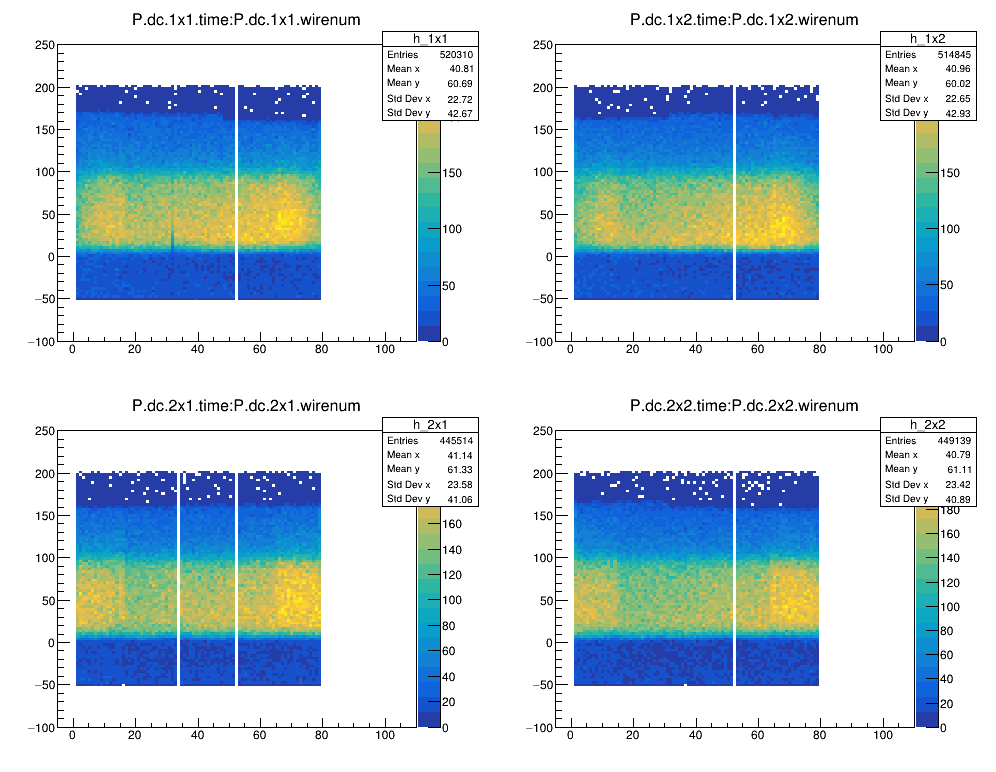 P.dc.1x1.time:P.dc.1x1.wirenum
h_1x1
Entries 520310
Mean x 40.81
Mean y 60.69
Std Dev x 22.72
Std Dev y 42.67
250
200
150
100
50
0
−50
−100
0 20 40 60 80 100
150
100
50
0
P.dc.1x2.time:P.dc.1x2.wirenum
h_1x2
Entries 514845
Mean x 40.96
Mean y 60.02
Std Dev x 22.65
Std Dev y 42.93
250
200
150
100
50
0
−50
−100
0 20 40 60 80 100
150
100
50
0
P.dc.2x1.time:P.dc.2x1.wirenum
h_2x1
Entries 445514
Mean x 41.14
Mean y 61.33
Std Dev x 23.58
Std Dev y 41.06
250
200
150
100
50
0
−50
−100
0 20 40 60 80 100
160
140
120
100
80
60
40
20
0
P.dc.2x2.time:P.dc.2x2.wirenum
h_2x2
Entries 449139
Mean x 40.79
Mean y 61.11
Std Dev x 23.42
Std Dev y 40.89
250
200
150
100
50
0
−50
−100
0 20 40 60 80 100
180
160
140
120
100
80
60
40
20
0